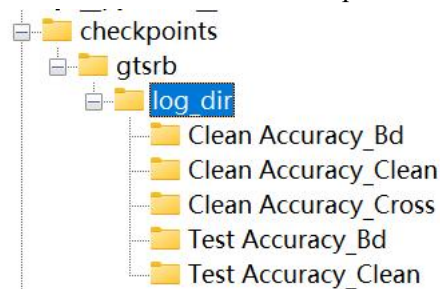 checkpoints
gtsrb
log_dir
Clean Accuracy_Bd
Clean Accuracy_Clean
Clean Accuracy_Cross
Test Accuracy_Bd
Test Accuracy_Clean